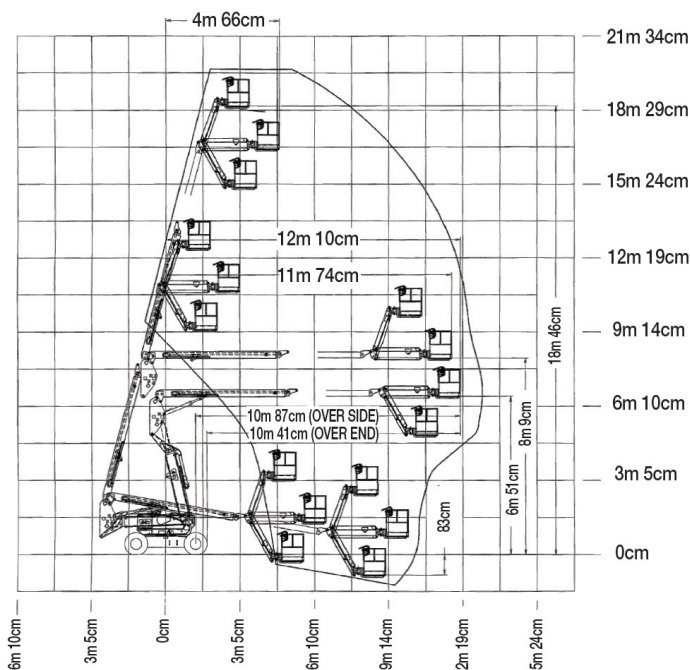 4m 66cm
21m 34cm
18m 29cm
15m 24cm
12m 19cm
12m 10cm
11m 74cm
9m 14cm
18m 46cm
8m 9cm
6m 10cm
10m 87cm (OVER SIDE)
10m 41cm (OVER END)
6m 51cm
3m 5cm
83cm
0cm
6m 10cm
3m 5cm
0cm
3m 5cm
6m 10cm
9m 14cm
2m 19cm
5m 24cm